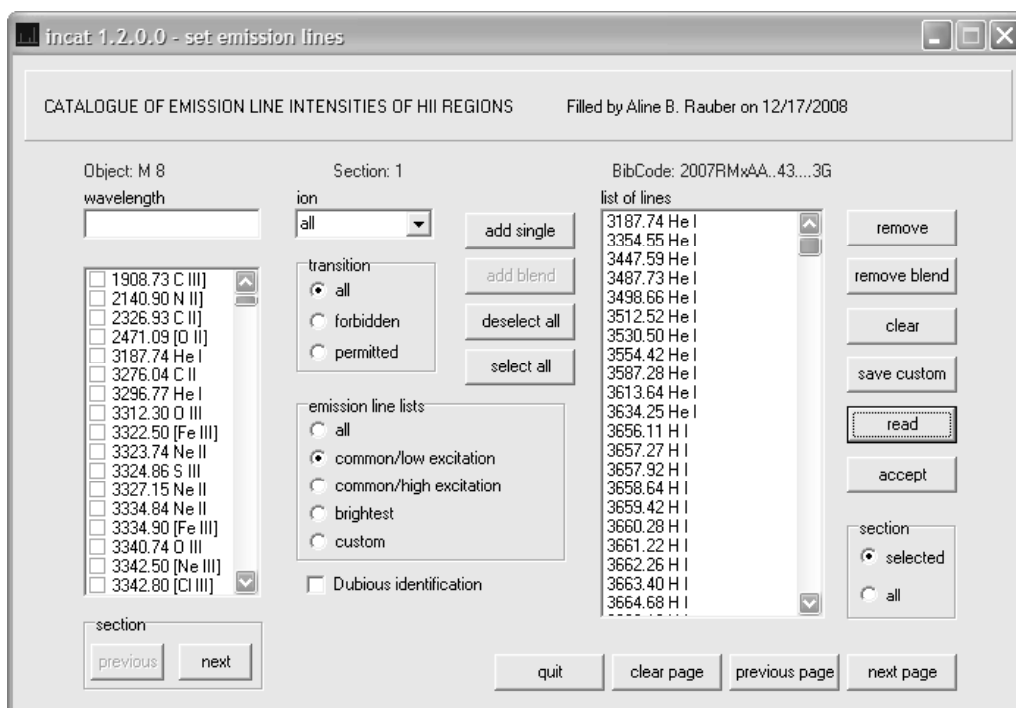 incat 1.2.0.0 - set emission lines
CATALOGUE OF EMISSION LINE INTENSITIES OF HII REGIONS
Filled by Aline B. Rauber on 12/17/2008
Object: M 8
Section: 1
BibCode: 2007RMxAA..43....3G
wavelength
1908.73 C III]
2140.90 N II]
2326.93 C II]
2471.09 [O II]
3187.74 He I
3276.04 C II
3296.77 He I
3312.30 O III
3322.50 [Fe III]
3323.74 Ne II
3324.86 S III
3327.15 Ne II
3334.84 Ne II
3334.90 [Fe III]
3340.74 O III
3342.50 [Ne III]
3342.80 [Cl III]
section
previous
next
ion
all
transition
all
forbidden
permitted
emission line lists
all
common/low excitation
common/high excitation
brightest
custom
Dubious identification
add single
add blend
deselect all
select all
list of lines
3187.74 He I
3354.55 He I
3447.59 He I
3487.73 He I
3498.66 He I
3512.52 He I
3530.50 He I
3554.42 He I
3587.28 He I
3613.64 He I
3634.25 He I
3656.11 H I
3657.27 H I
3657.92 H I
3658.64 H I
3659.42 H I
3660.28 H I
3661.22 H I
3662.26 H I
3663.40 H I
3664.68 H I
remove
remove blend
clear
save custom
read
accept
section
selected
all
quit
clear page
previous page
next page